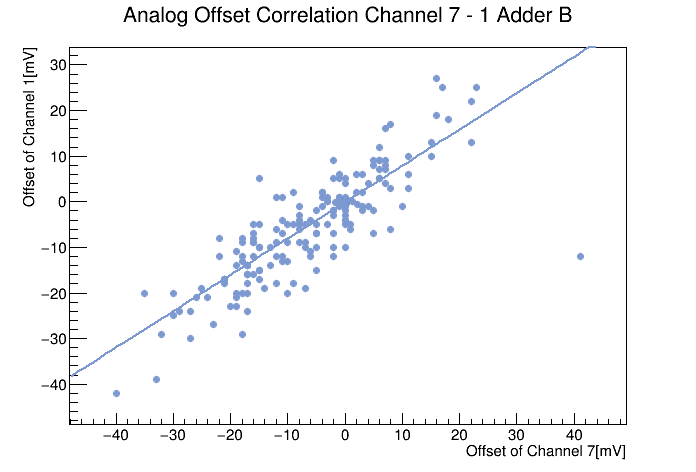 Analog Offset Correlation Channel 7 - 1 Adder B
Offset of Channel 1[mV]
30
20
10
0
−10
−20
−30
−40
−40 −30 −20 −10 0 10 20 30 40
Offset of Channel 7[mV]